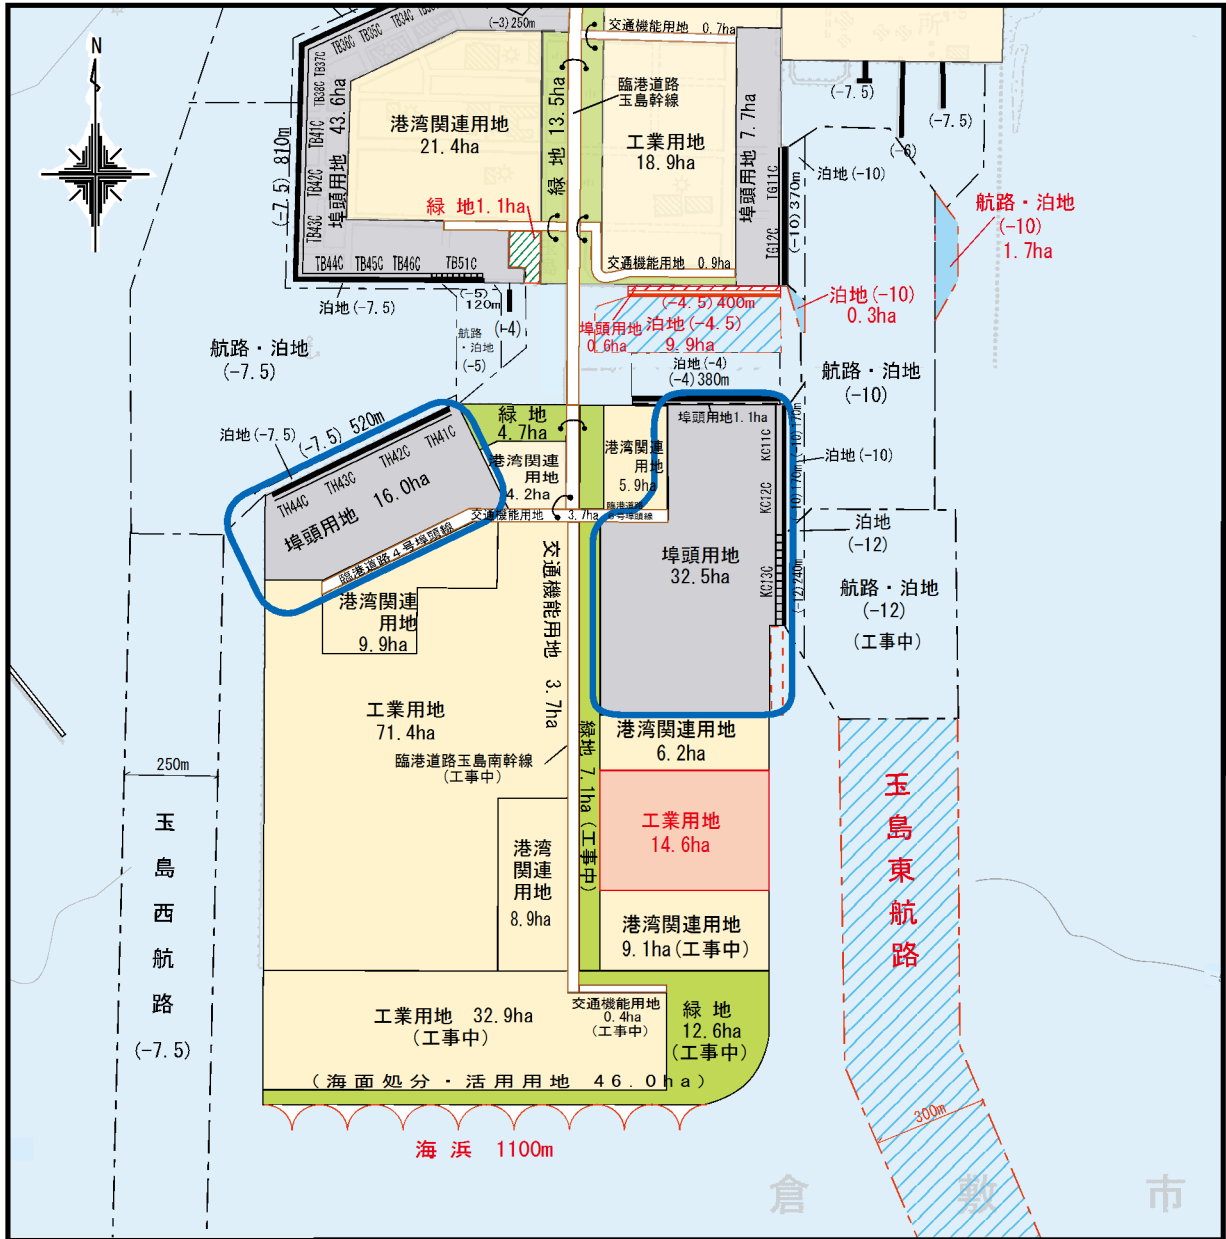 (-3)250m
TB36C
TB35C
TB34C
交通機能用地 0.7ha
N
TB37C
TB38C
TB41C
TB42C
TB43C
埠頭用地 43.6ha
(-7.5) 810m
港湾関連用地
21.4ha
緑地 13.5ha
臨港道路
玉島幹線
工業用地
18.9ha
埠頭用地 7.7ha
TG11C
TG12C
(-10)370m
(-7.5)
(-7.5)
(-6)
泊地(-10)
航路・泊地
(-10)
1.7ha
緑 地1.1ha
交通機能用地 0.9ha
TB44C
TB45C
TB46C
TB51C
泊地(-7.5)
(-5)
120m
(-4)
航路
・泊地
(-5)
航路・泊地
(-7.5)
(-4.5)400m
埠頭用地
0.6ha
泊地(-4.5)
9.9ha
泊地(-10)
0.3ha
泊地(-4)
(-4)380m
航路・泊地
(-10)
泊地(-7.5)
(-7.5) 520m
TH44C
TH43C
TH42C
TH41C
埠頭用地 16.0ha
臨港道路4号埠頭線
緑 地
4.7ha
港湾関連
用地
4.2ha
交通機能用地 3.7ha
港湾関連
用地
5.9ha
臨港道路
埠頭用地1.1ha
KC11C
KC12C
KC13C
(-10)170m
(-10)170m
(-12)240m
泊地(-10)
泊地
(-12)
埠頭用地
32.5ha
航路・泊地
(-12)
(工事中)
港湾関連
用地
9.9ha
交通機能用地 3.7ha
工業用地
71.4ha
臨港道路玉島南幹線
(工事中)
緑地 7.1ha(工事中)
港湾関連用地
6.2ha
250m
玉島西航路
(-7.5)
港湾
関連
用地
8.9ha
工業用地
14.6ha
玉島東航路
港湾関連用地
9.1ha(工事中)
工業用地 32.9ha
(工事中)
交通機能用地
0.4ha
(工事中)
緑 地
12.6ha
(工事中)
(海面処分・活用用地 46.0ha)
300m
海浜 1100m
倉敷市